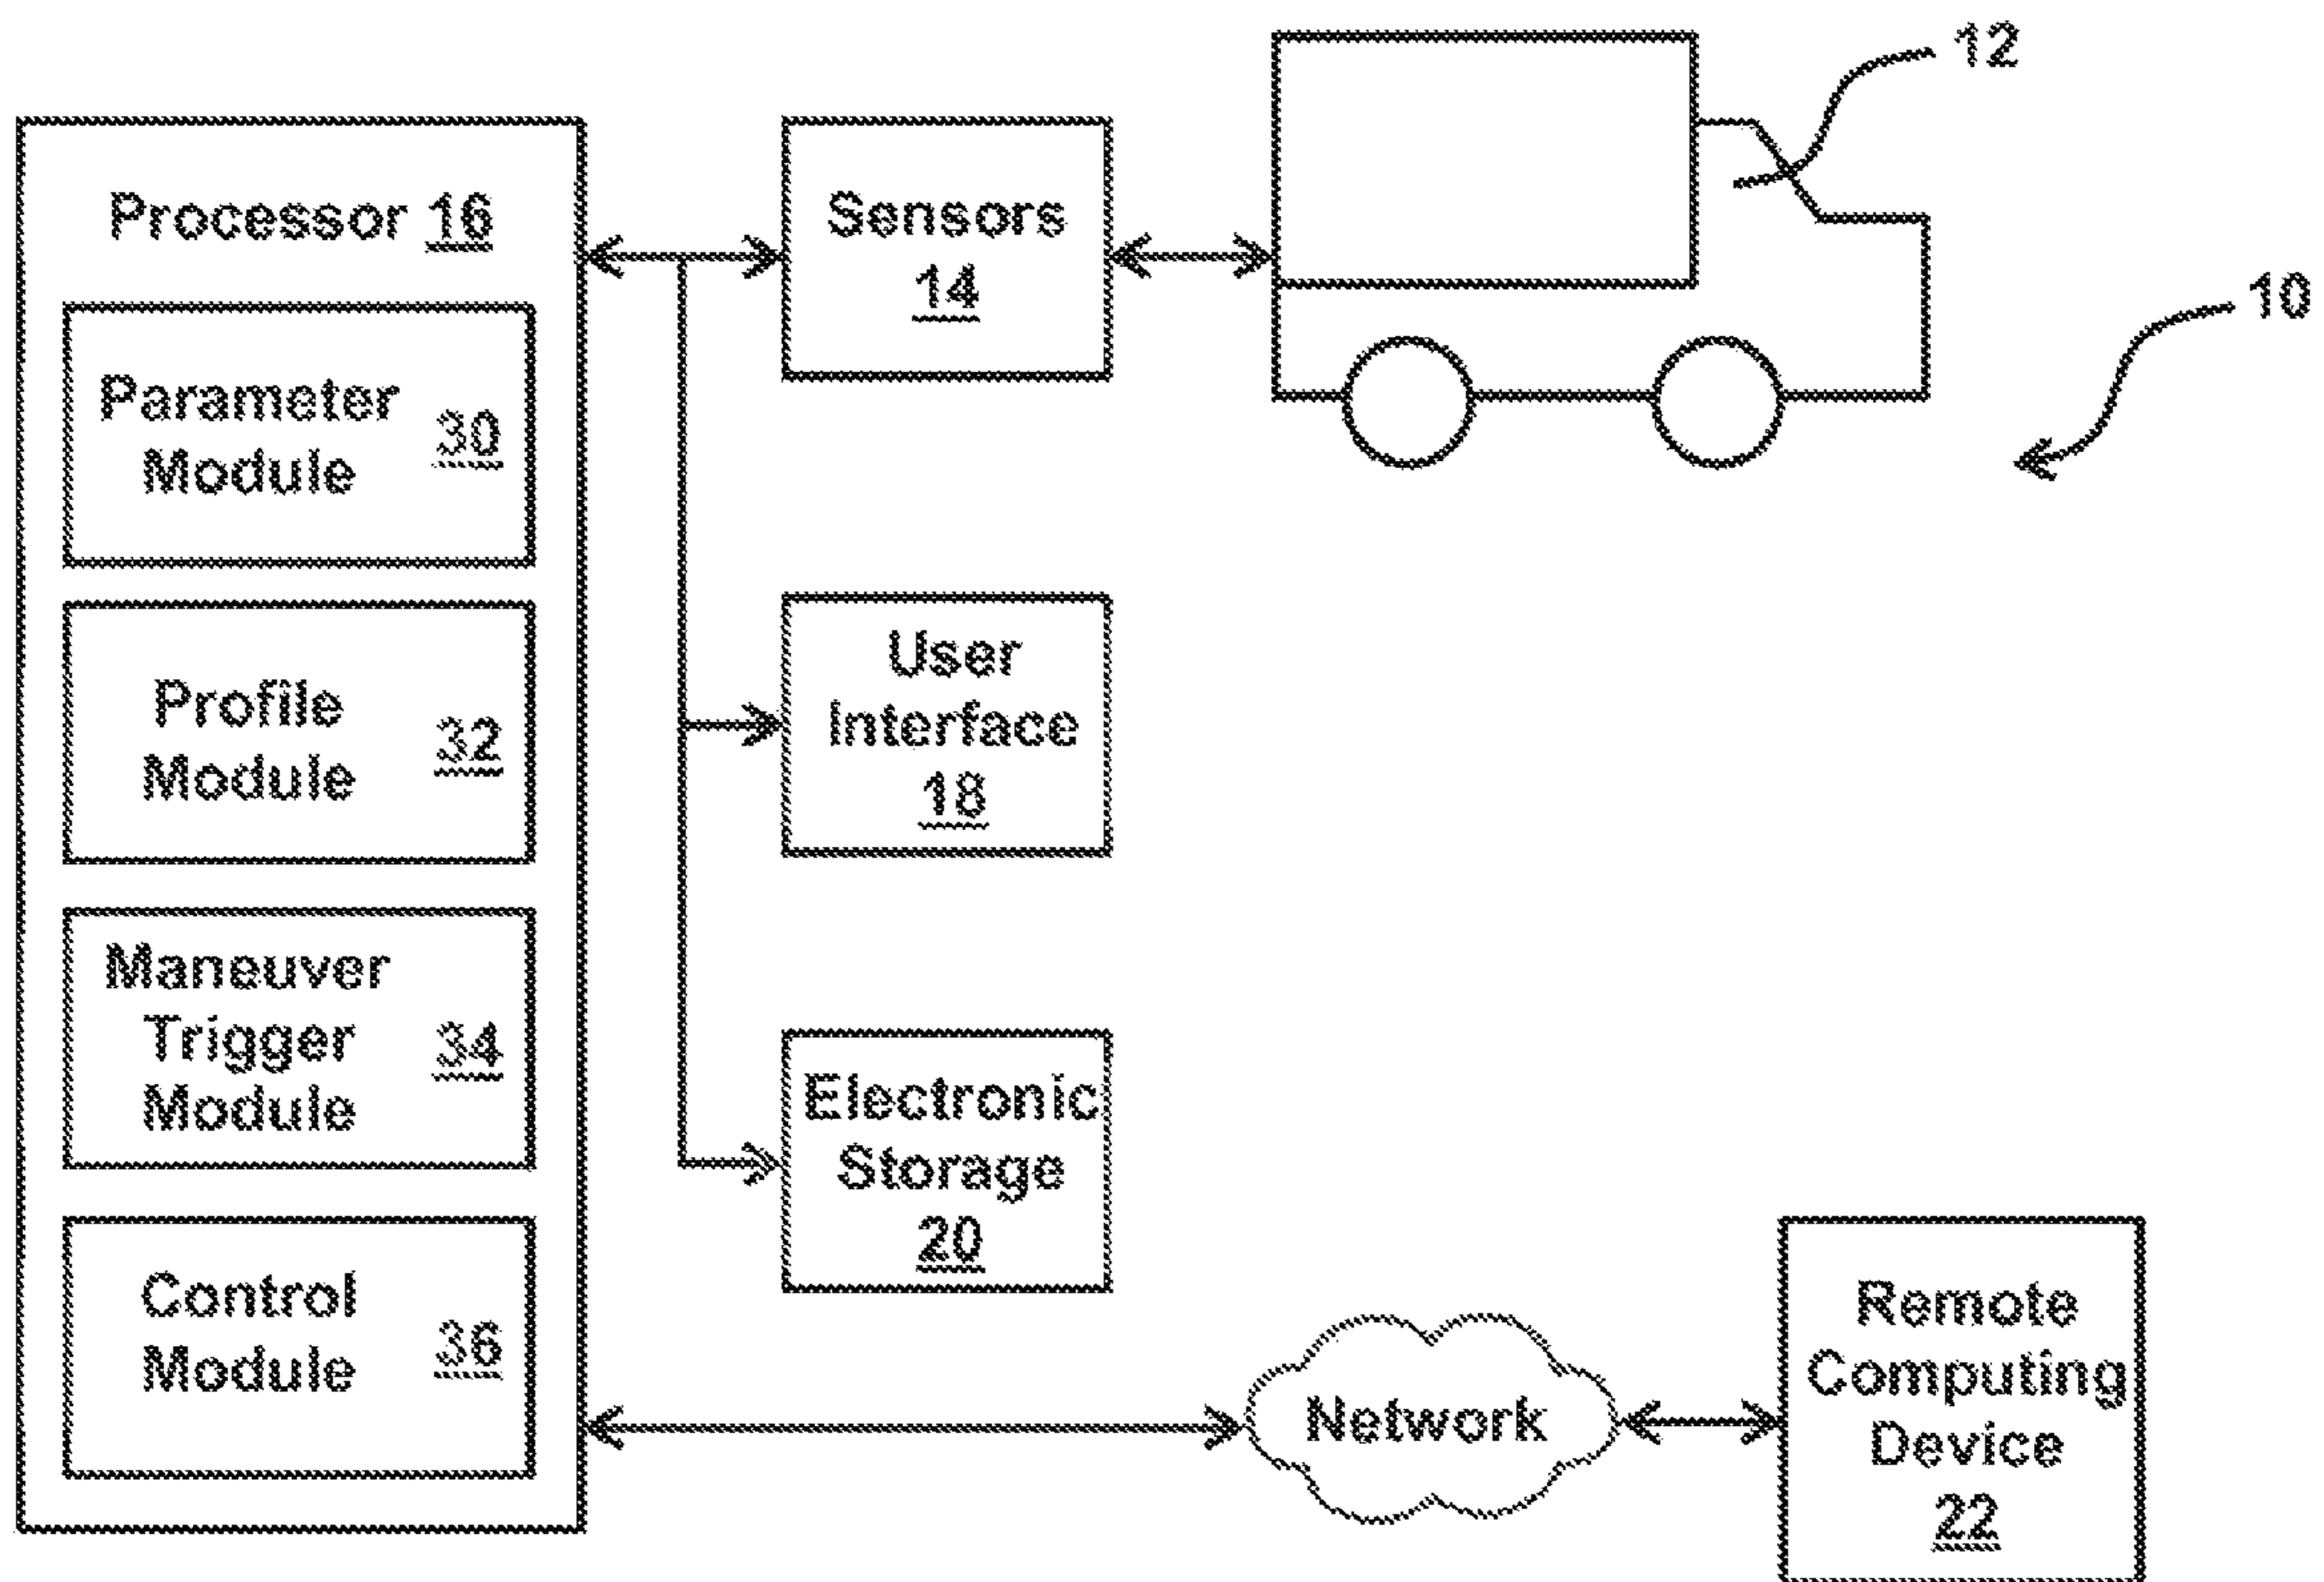 12
10
Processor 16
Parameter
Module
30
Profile
Module
32
Maneuver
Trigger
Module
34
Control
Module
36
Sensors
14
User
Interface
18
Electronic
Storage
20
Network
Remote
Computing
Device
22